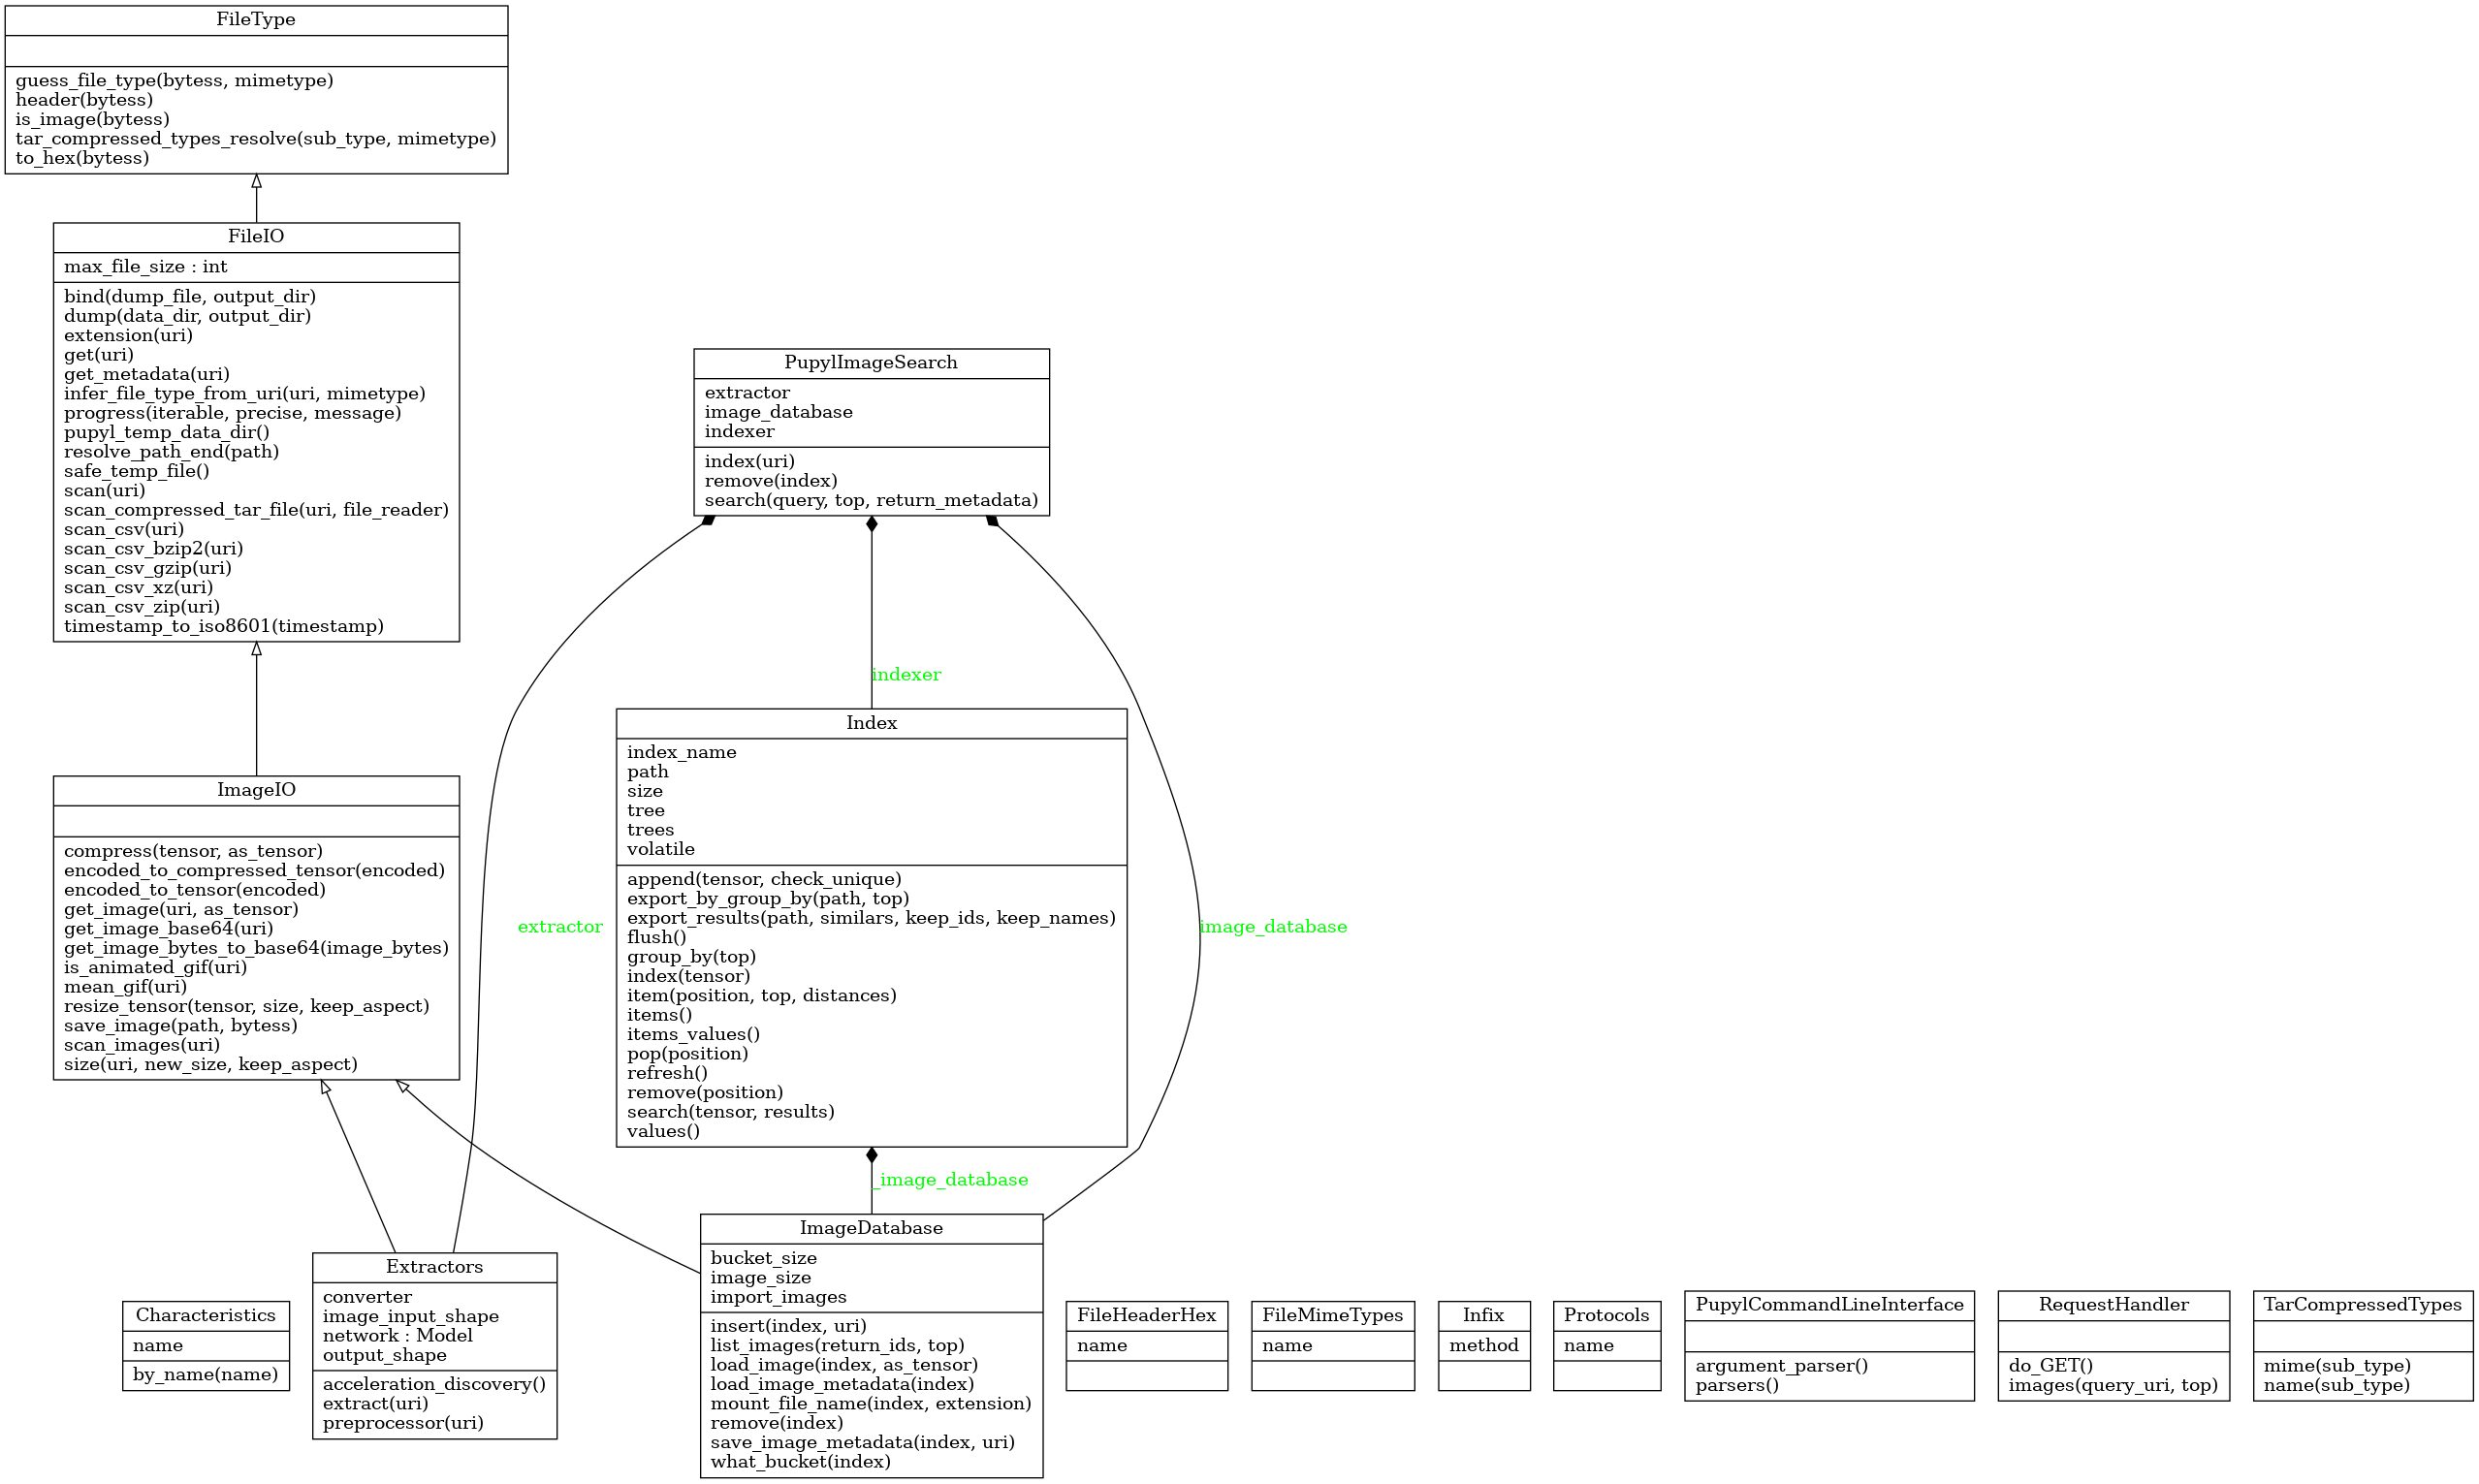 FileType
guess_file_type(bytess, mimetype)
header(bytess)
is_image(bytess)
tar_compressed_types_resolve(sub_type, mimetype)
to_hex(bytess)
FileIO
max_file_size : int
bind(dump_file, output_dir)
dump(data_dir, output_dir)
extension(uri)
get(uri)
get_metadata(uri)
infer_file_type_from_uri(uri, mimetype)
progress(iterable, precise, message)
pupyl_temp_data_dir()
resolve_path_end(path)
safe_temp_file()
scan(uri)
scan_compressed_tar_file(uri, file_reader)
scan_csv(uri)
scan_csv_bzip2(uri)
scan_csv_gzip(uri)
scan_csv_xz(uri)
scan_csv_zip(uri)
timestamp_to_iso8601(timestamp)
PupylImageSearch
extractor
image_database
indexer
index(uri)
remove(index)
search(query, top, return_metadata)
indexer
ImageIO
compress(tensor, as_tensor)
encoded_to_compressed_tensor(encoded)
encoded_to_tensor(encoded)
get_image(uri, as_tensor)
get_image_base64(uri)
get_image_bytes_to_base64(image_bytes)
is_animated_gif(uri)
mean_gif(uri)
resize_tensor(tensor, size, keep_aspect)
save_image(path, bytess)
scan_images(uri)
size(uri, new_size, keep_aspect)
extractor
Index
index_name
path
size
tree
trees
volatile
append(tensor, check_unique)
export_by_group_by(path, top)
export_results(path, similars, keep_ids, keep_names)
flush()
group_by(top)
index(tensor)
item(position, top, distances)
items()
items_values()
pop(position)
refresh()
remove(position)
search(tensor, results)
values()
image_database
_image_database
Characteristics
name
by_name(name)
Extractors
converter
image_input_shape
network : Model
output_shape
acceleration_discovery()
extract(uri)
preprocessor(uri)
ImageDatabase
bucket_size
image_size
import_images
insert(index, uri)
list_images(return_ids, top)
load_image(index, as_tensor)
load_image_metadata(index)
mount_file_name(index, extension)
remove(index)
save_image_metadata(index, uri)
what_bucket(index)
FileHeaderHex
name
FileMimeTypes
name
Infix
method
Protocols
name
PupylCommandLineInterface
argument_parser()
parsers()
RequestHandler
do_GET()
images(query_uri, top)
TarCompressedTypes
mime(sub_type)
name(sub_type)